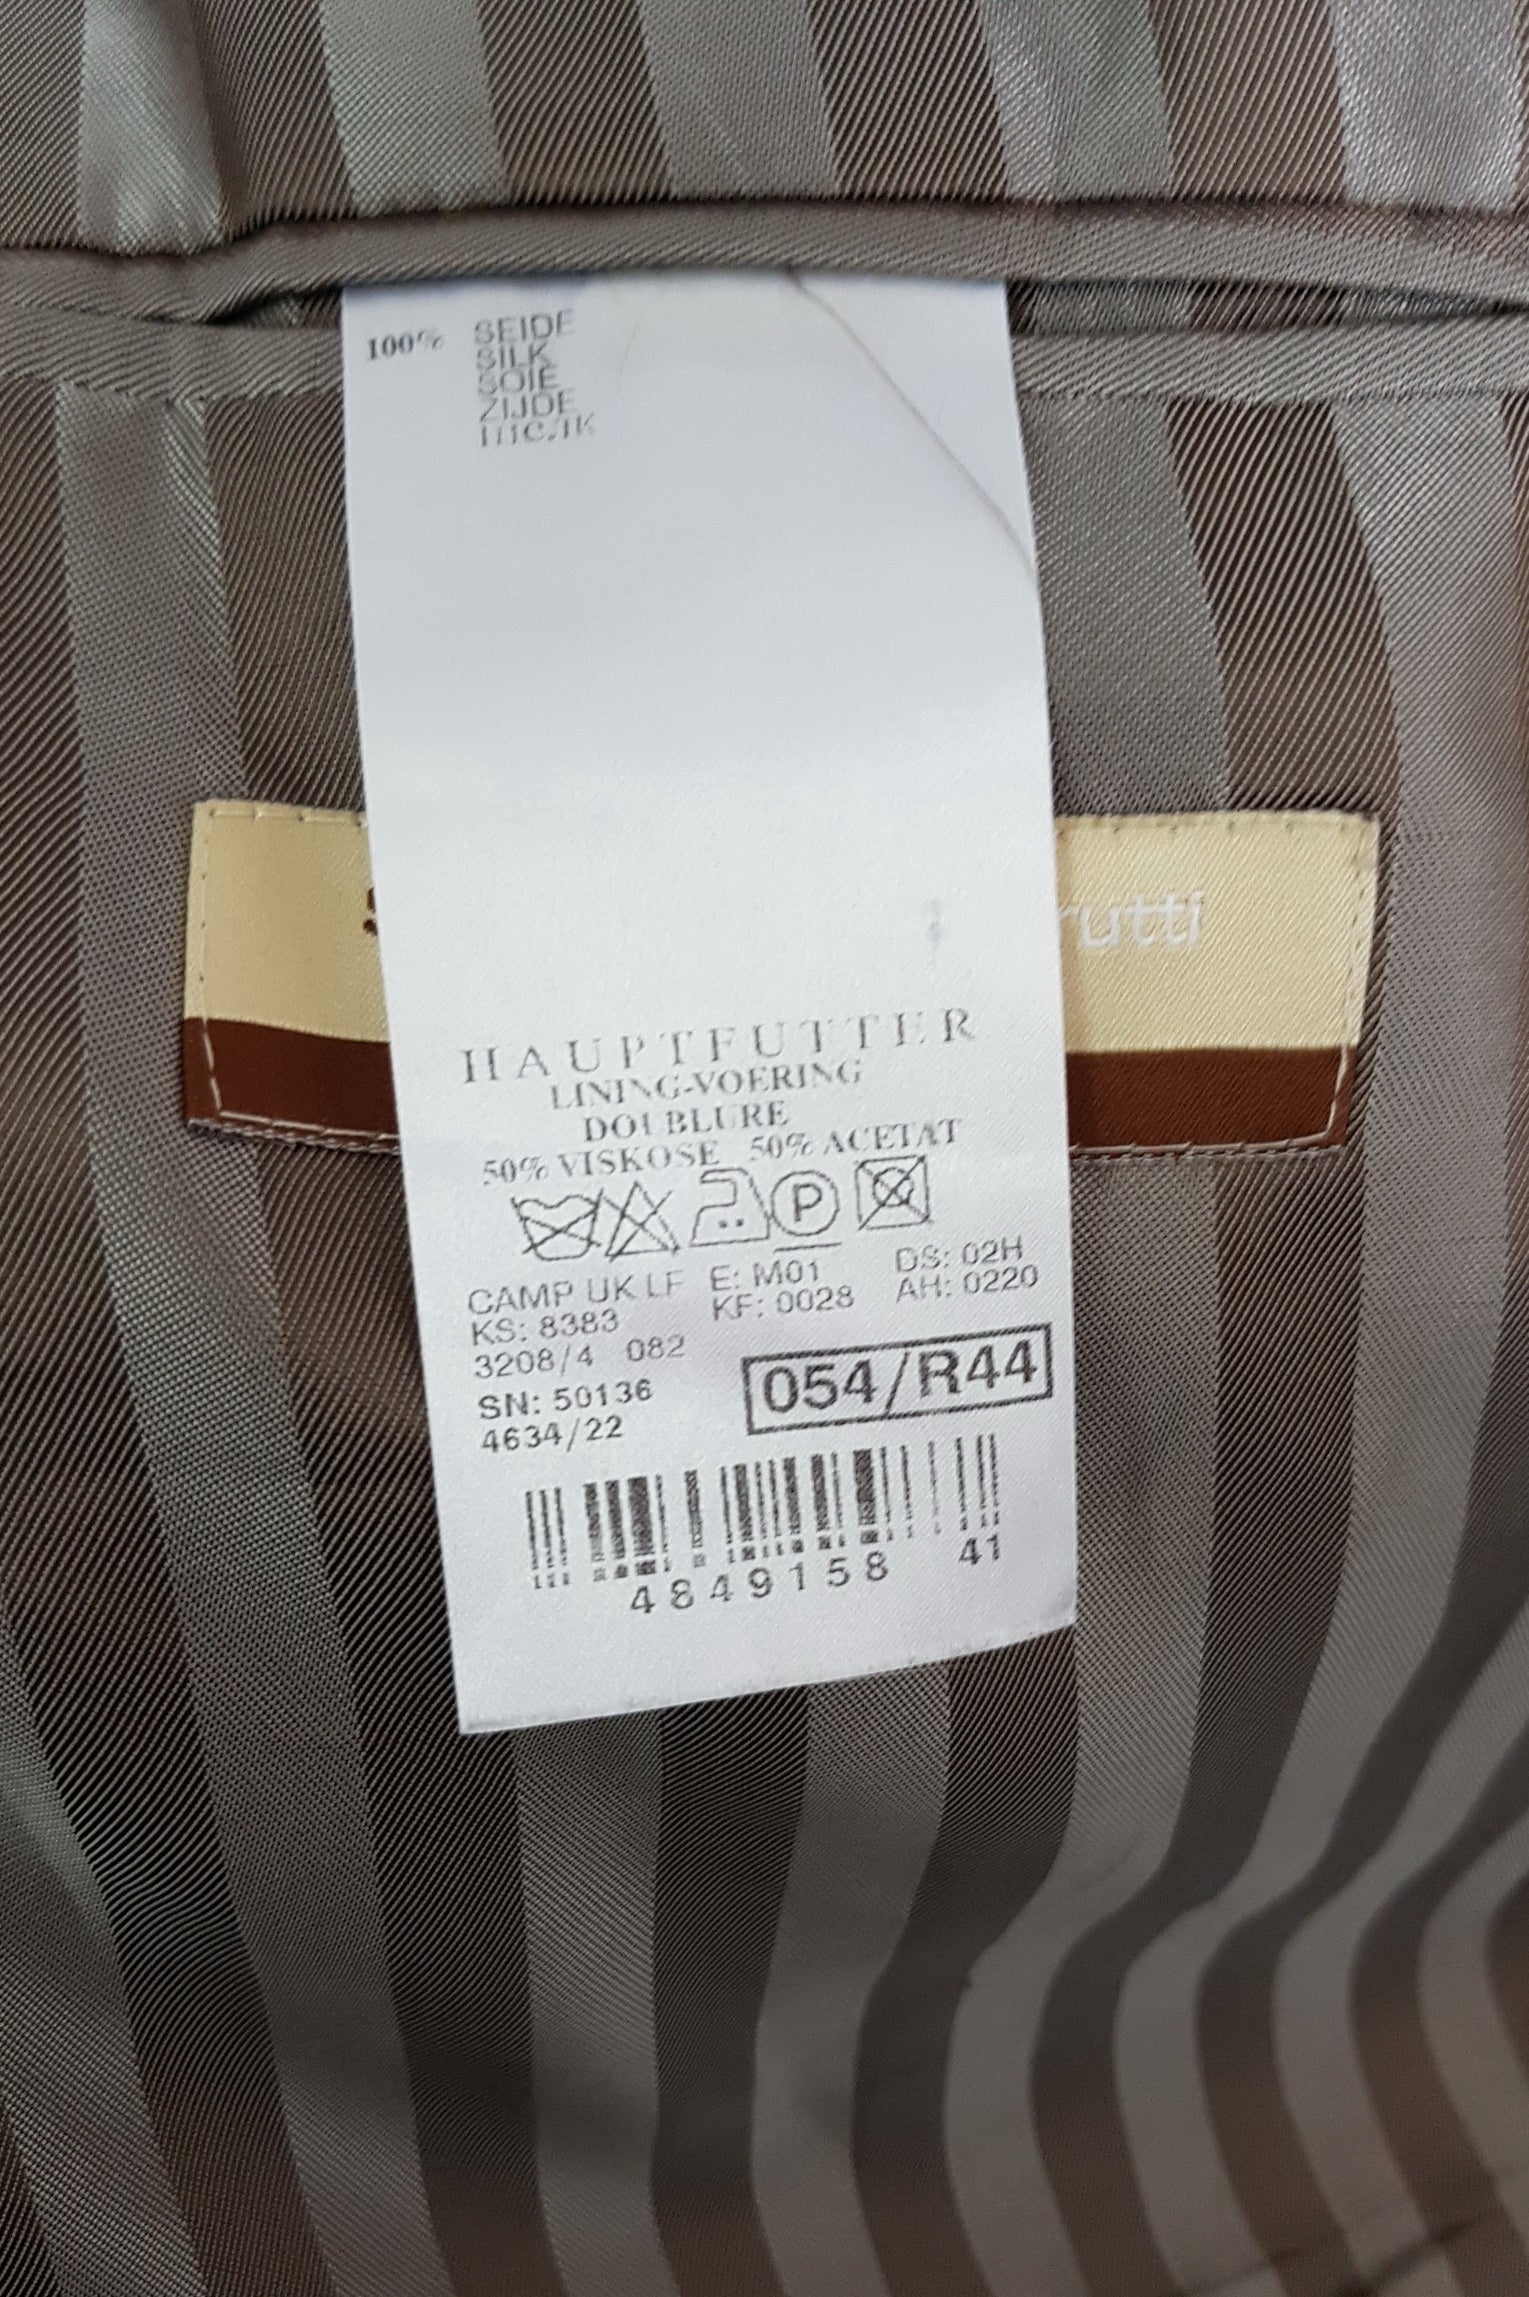 100% SEIDE
SILK
SOIE
ZIJDE
rutti
HAUPTFUTTER
LINING-VOERING
DOUBLURE
50% VISKOSE 50% ACETAT
P
CAMP UK LF E: M01 DS: 02H
KS: 8383 KF: 0028 AH: 0220
3208/4 082
054/R44
SN: 50136
4634/22
4849158 41